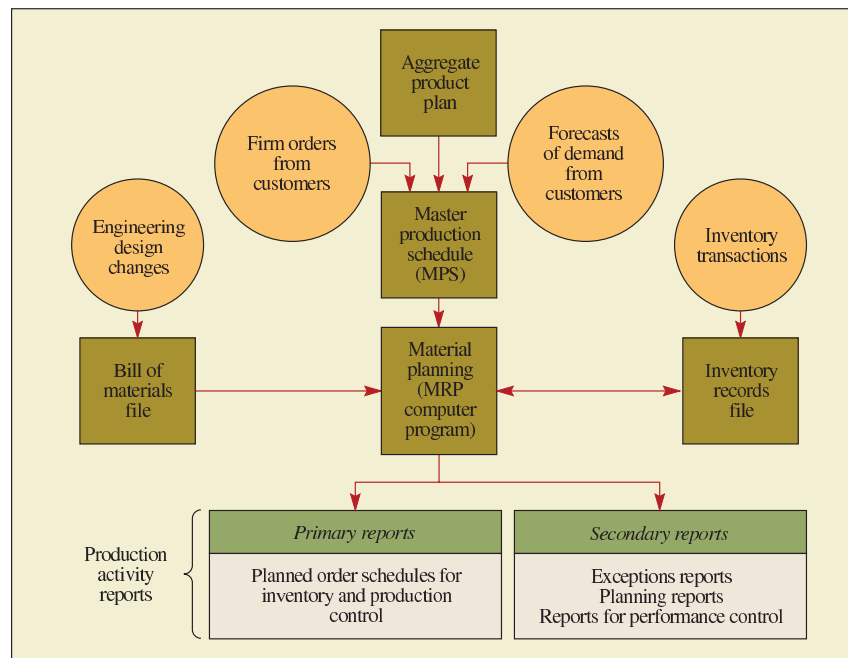 Aggregate
product
plan
Firm orders
from
customers
Forecasts
of demand
from
customers
Engineering
design
changes
Master
production
schedule
(MPS)
Inventory
transactions
Bill of
materials
file
Material
planning
(MRP
computer
program)
Inventory
records
file
Production
activity
reports
Primary reports
Planned order schedules for
inventory and production
control
Secondary reports
Exceptions reports
Planning reports
Reports for performance control